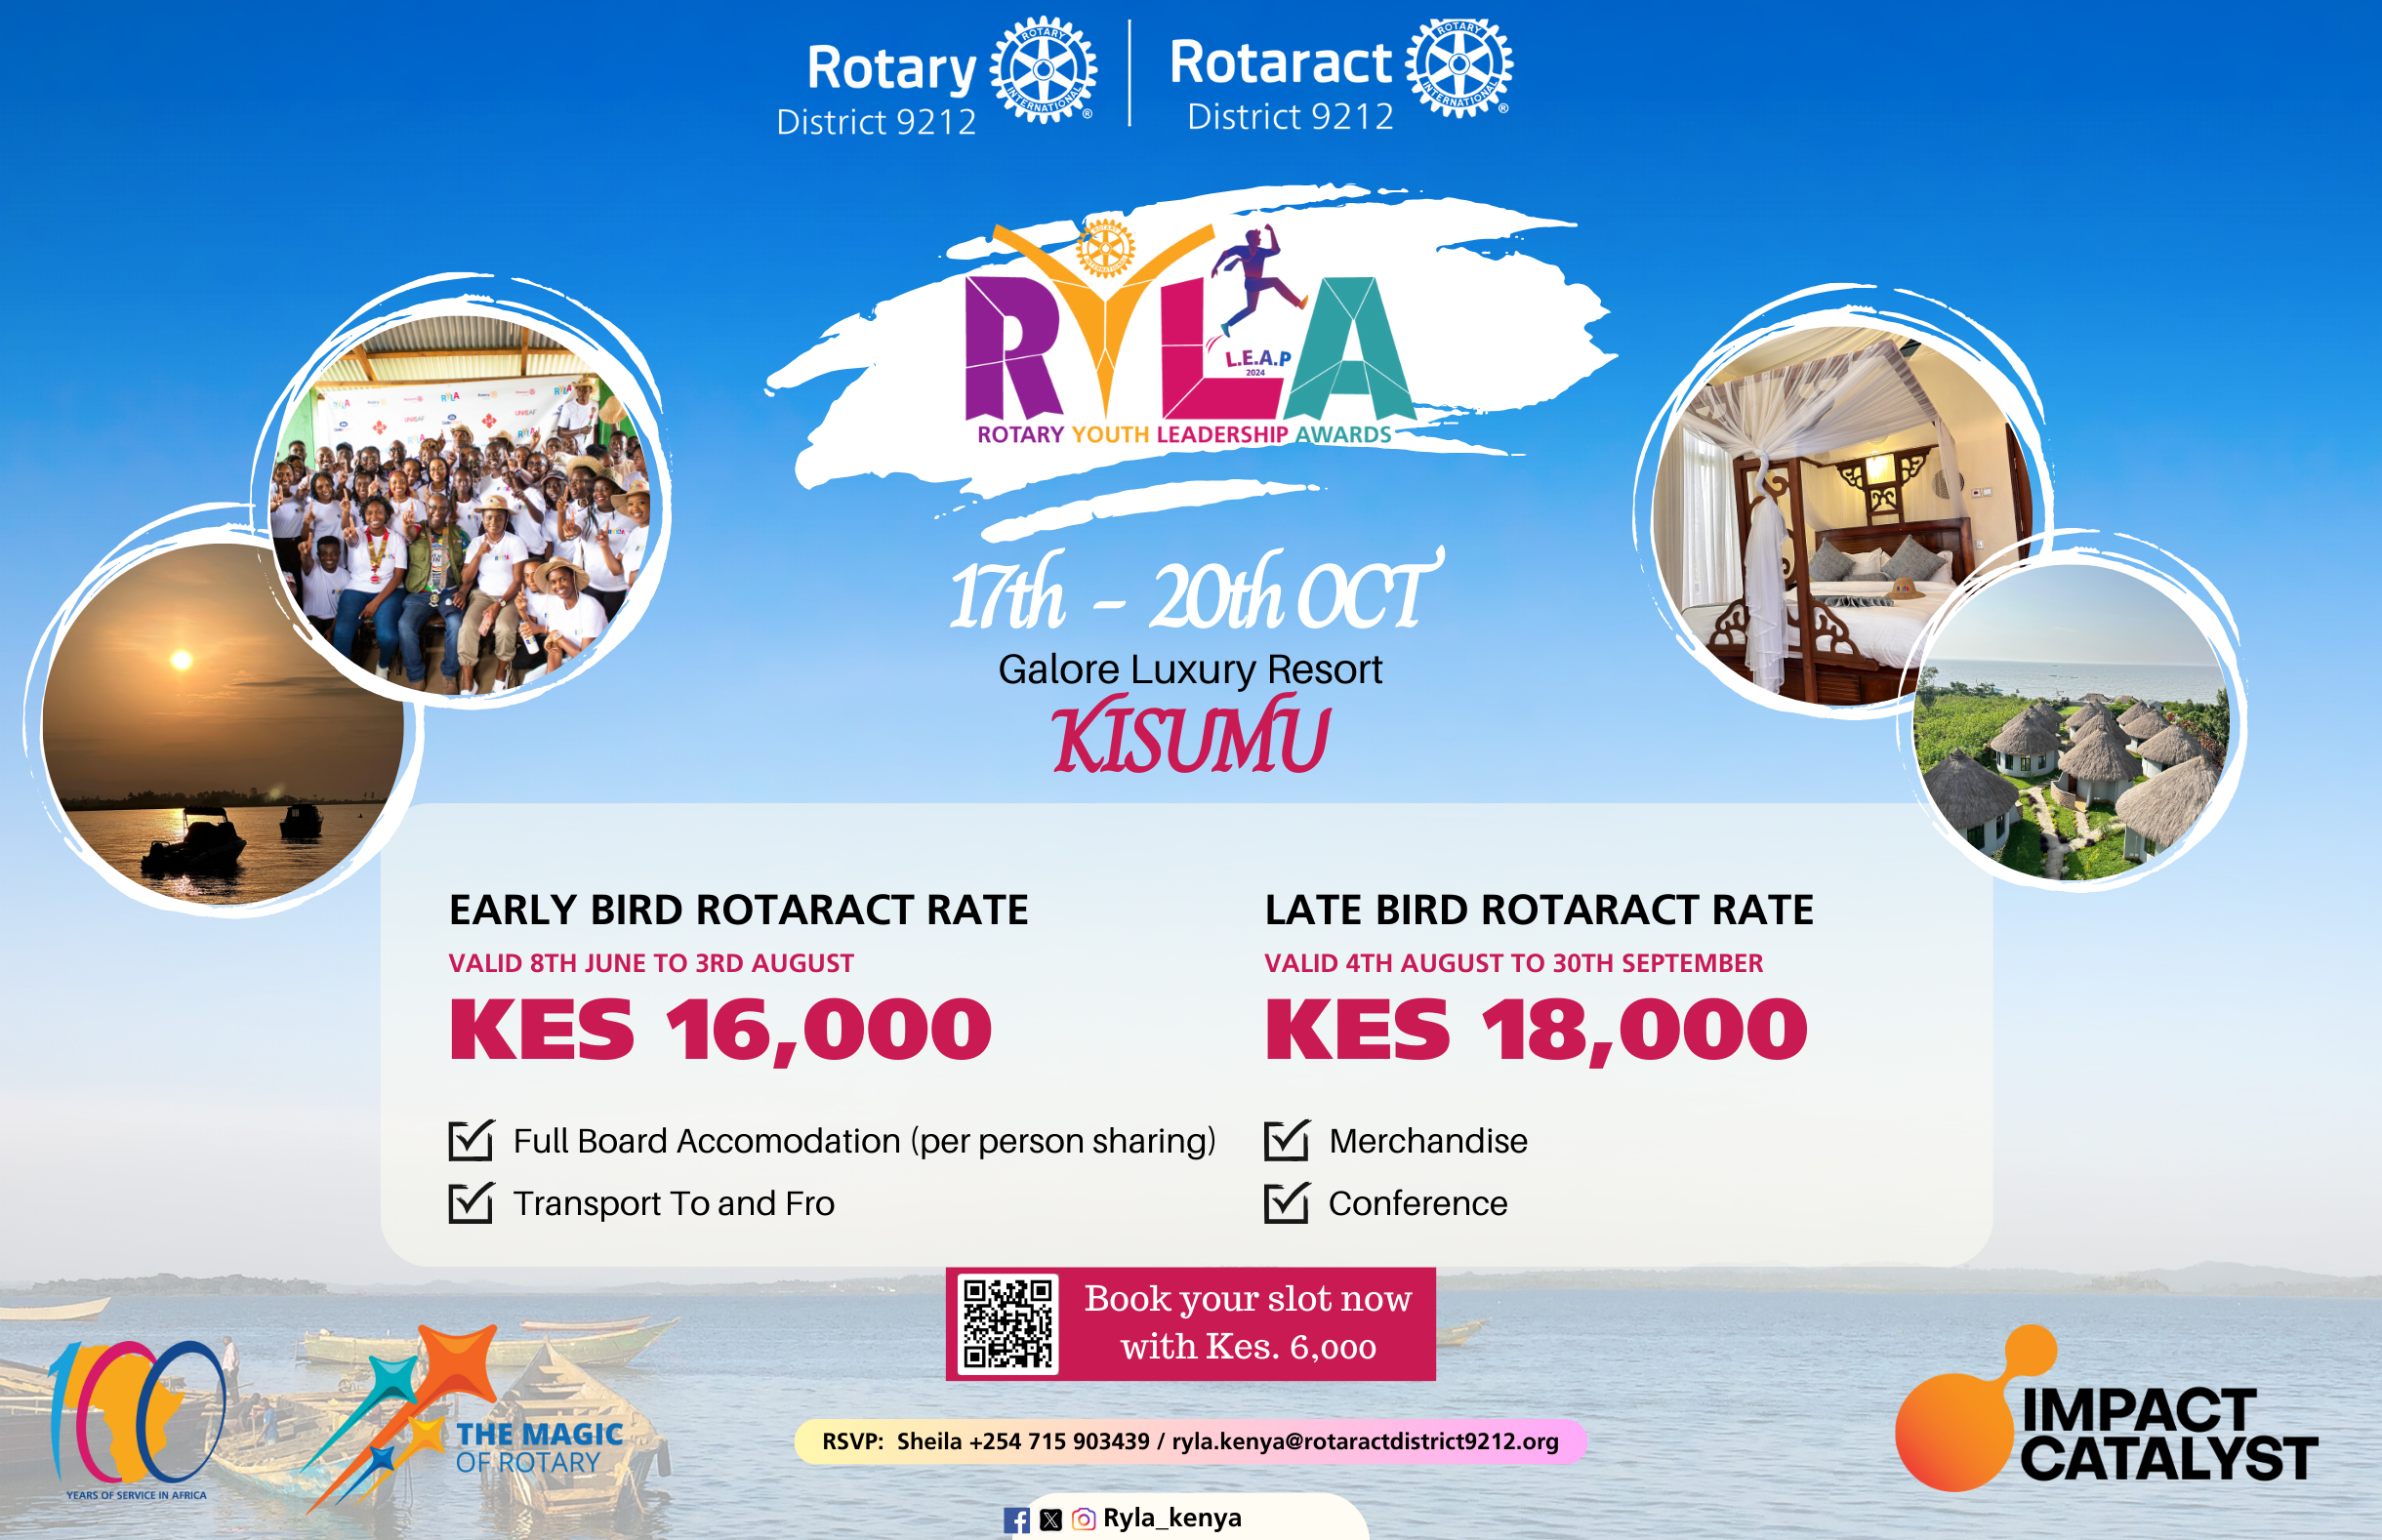 Rotary
District 9212
ROTARY
INTERNATIONAL
®
Rotaract
District 9212
ROTARY
INTERNATIONAL
®
RYLA
L.E.A.P
2024
ROTARY YOUTH LEADERSHIP AWARDS
17th - 20th OCT
Galore Luxury Resort
KISUMU
EARLY BIRD ROTARACT RATE
VALID 8TH JUNE TO 3RD AUGUST
KES 16,000
LATE BIRD ROTARACT RATE
VALID 4TH AUGUST TO 30TH SEPTEMBER
KES 18,000
Full Board Accomodation (per person sharing)
Transport To and Fro
Merchandise
Conference
Book your slot now
with Kes. 6,000
100
YEARS OF SERVICE IN AFRICA
THE MAGIC
OF ROTARY
RSVP: Sheila +254 715 903439 / ryla.kenya@rotaractdistrict9212.org
IMPACT
CATALYST
Ryla_kenya